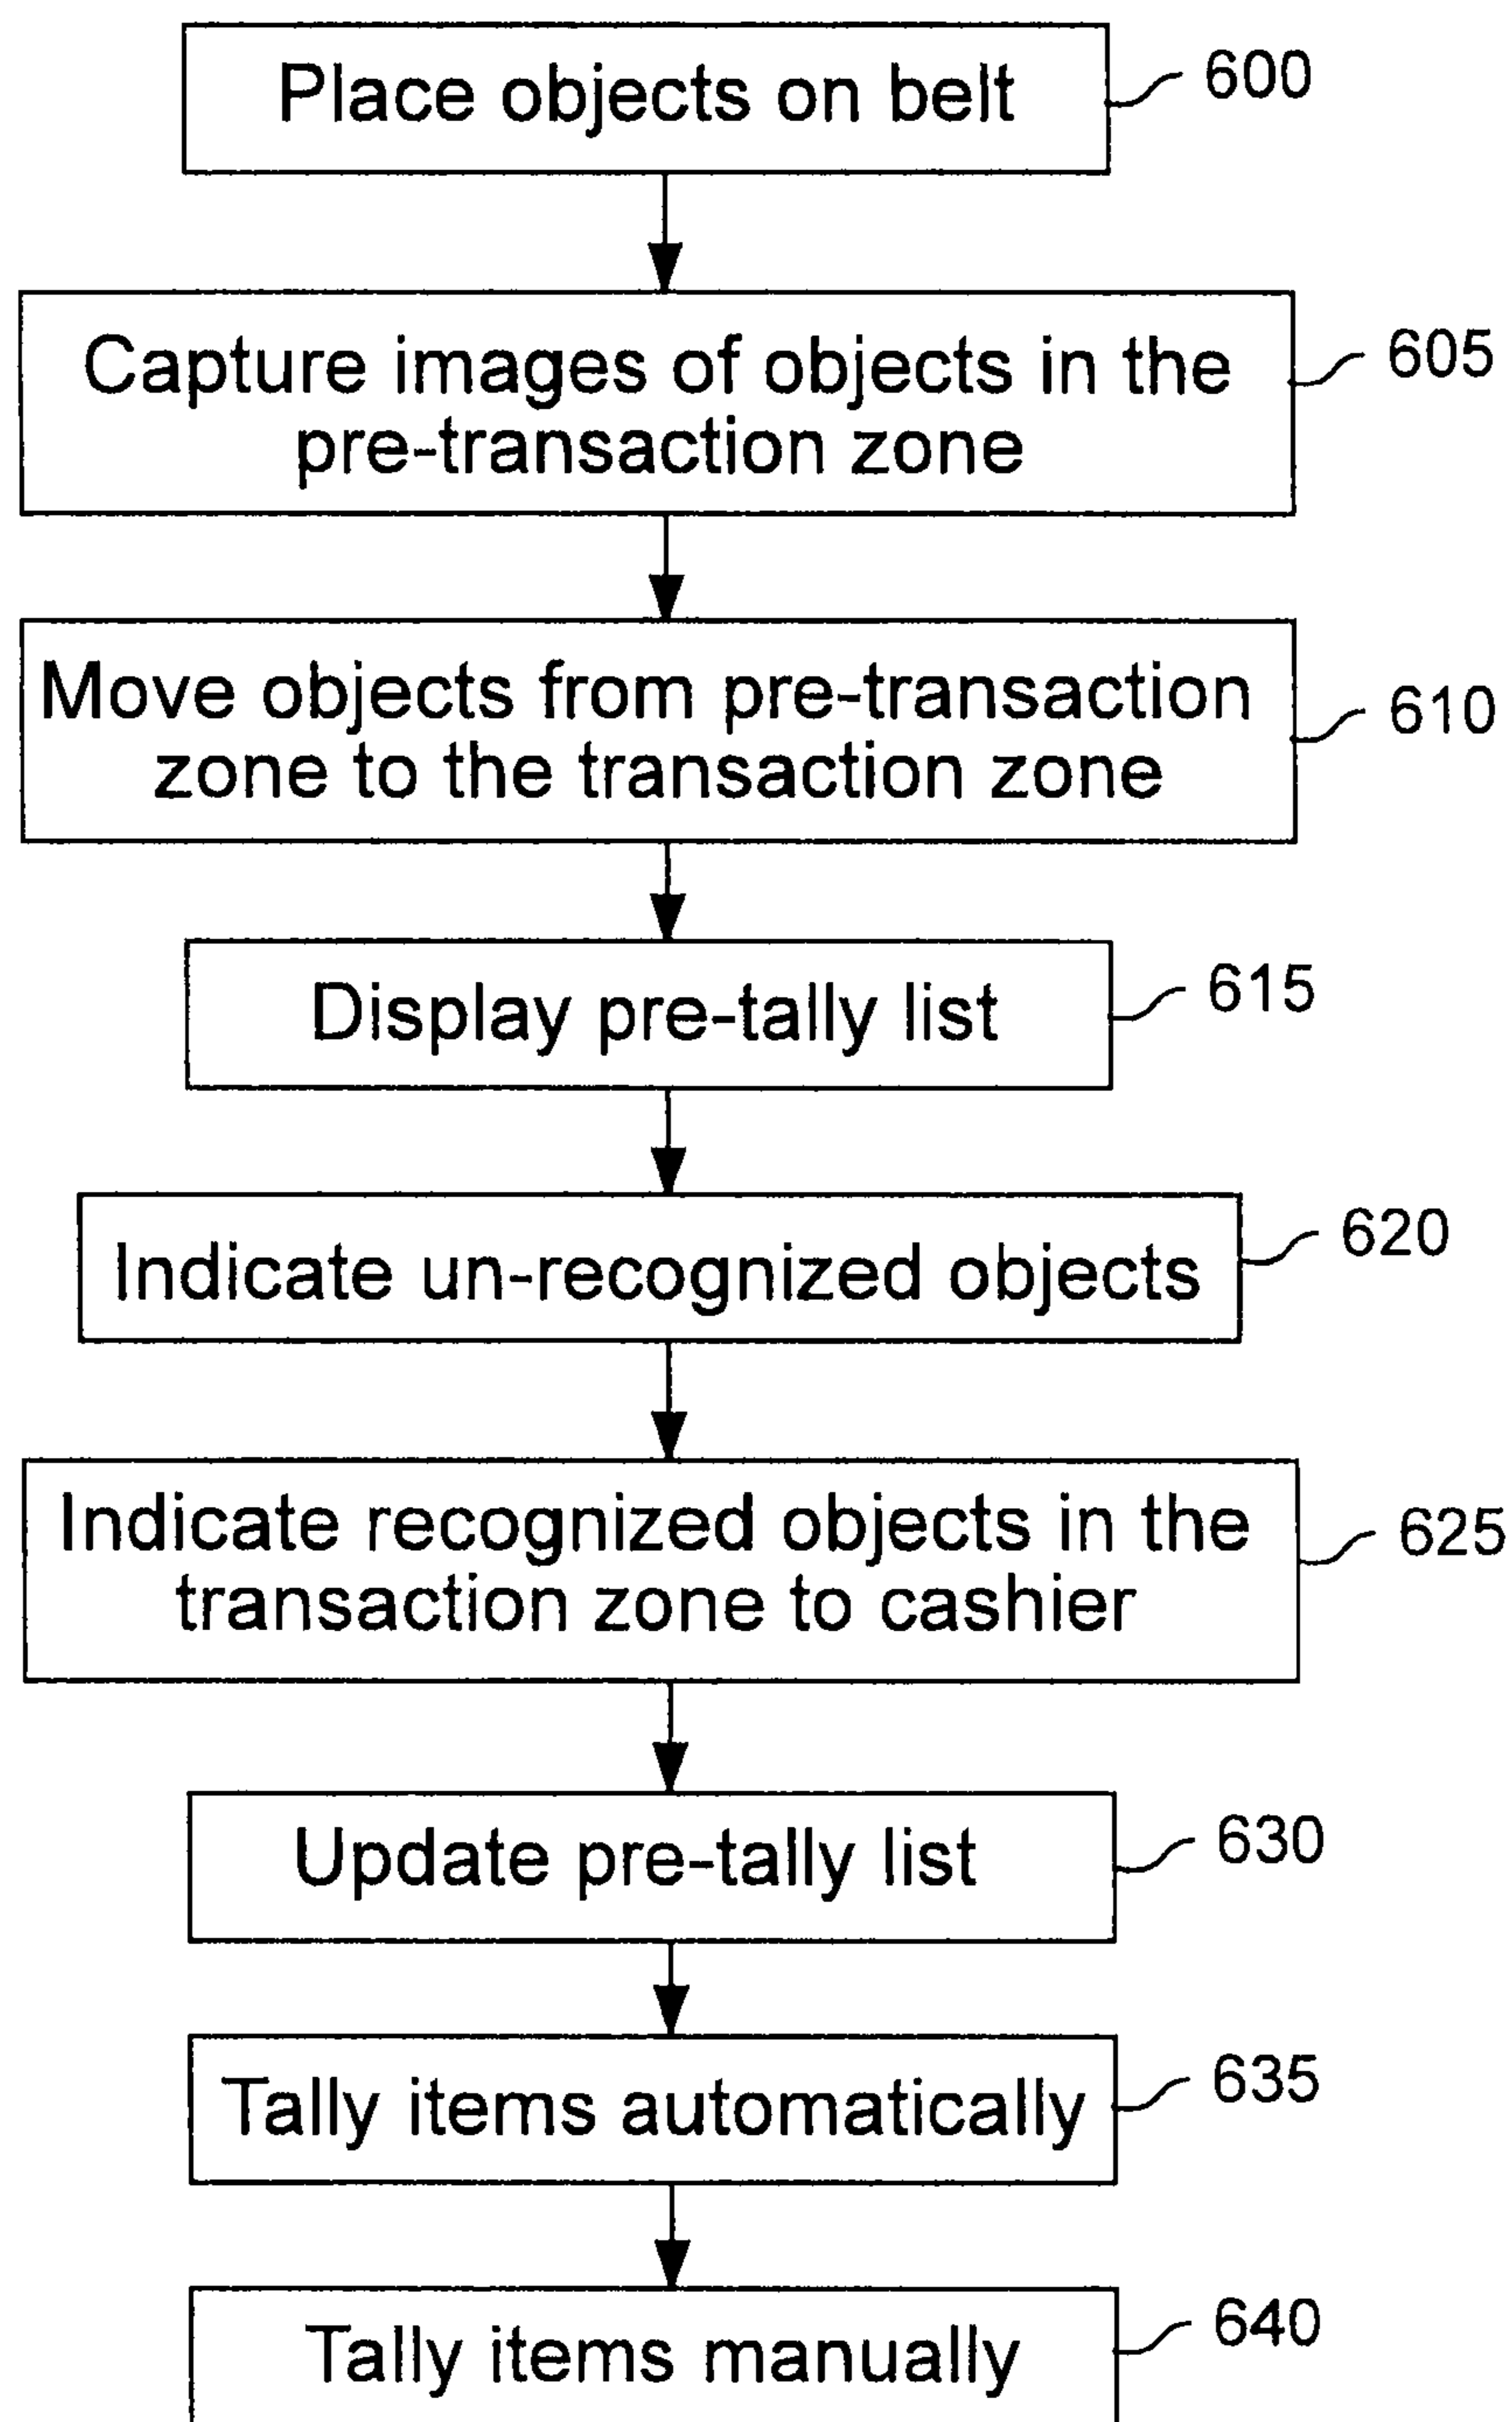 Place objects on belt
600
Capture images of objects in the
pre-transaction zone
605
Move objects from pre-transaction
zone to the transaction zone
610
Display pre-tally list
615
Indicate un-recognized objects
620
Indicate recognized objects in the
transaction zone to cashier
625
Update pre-tally list
630
Tally items automatically
635
Tally items manually
640